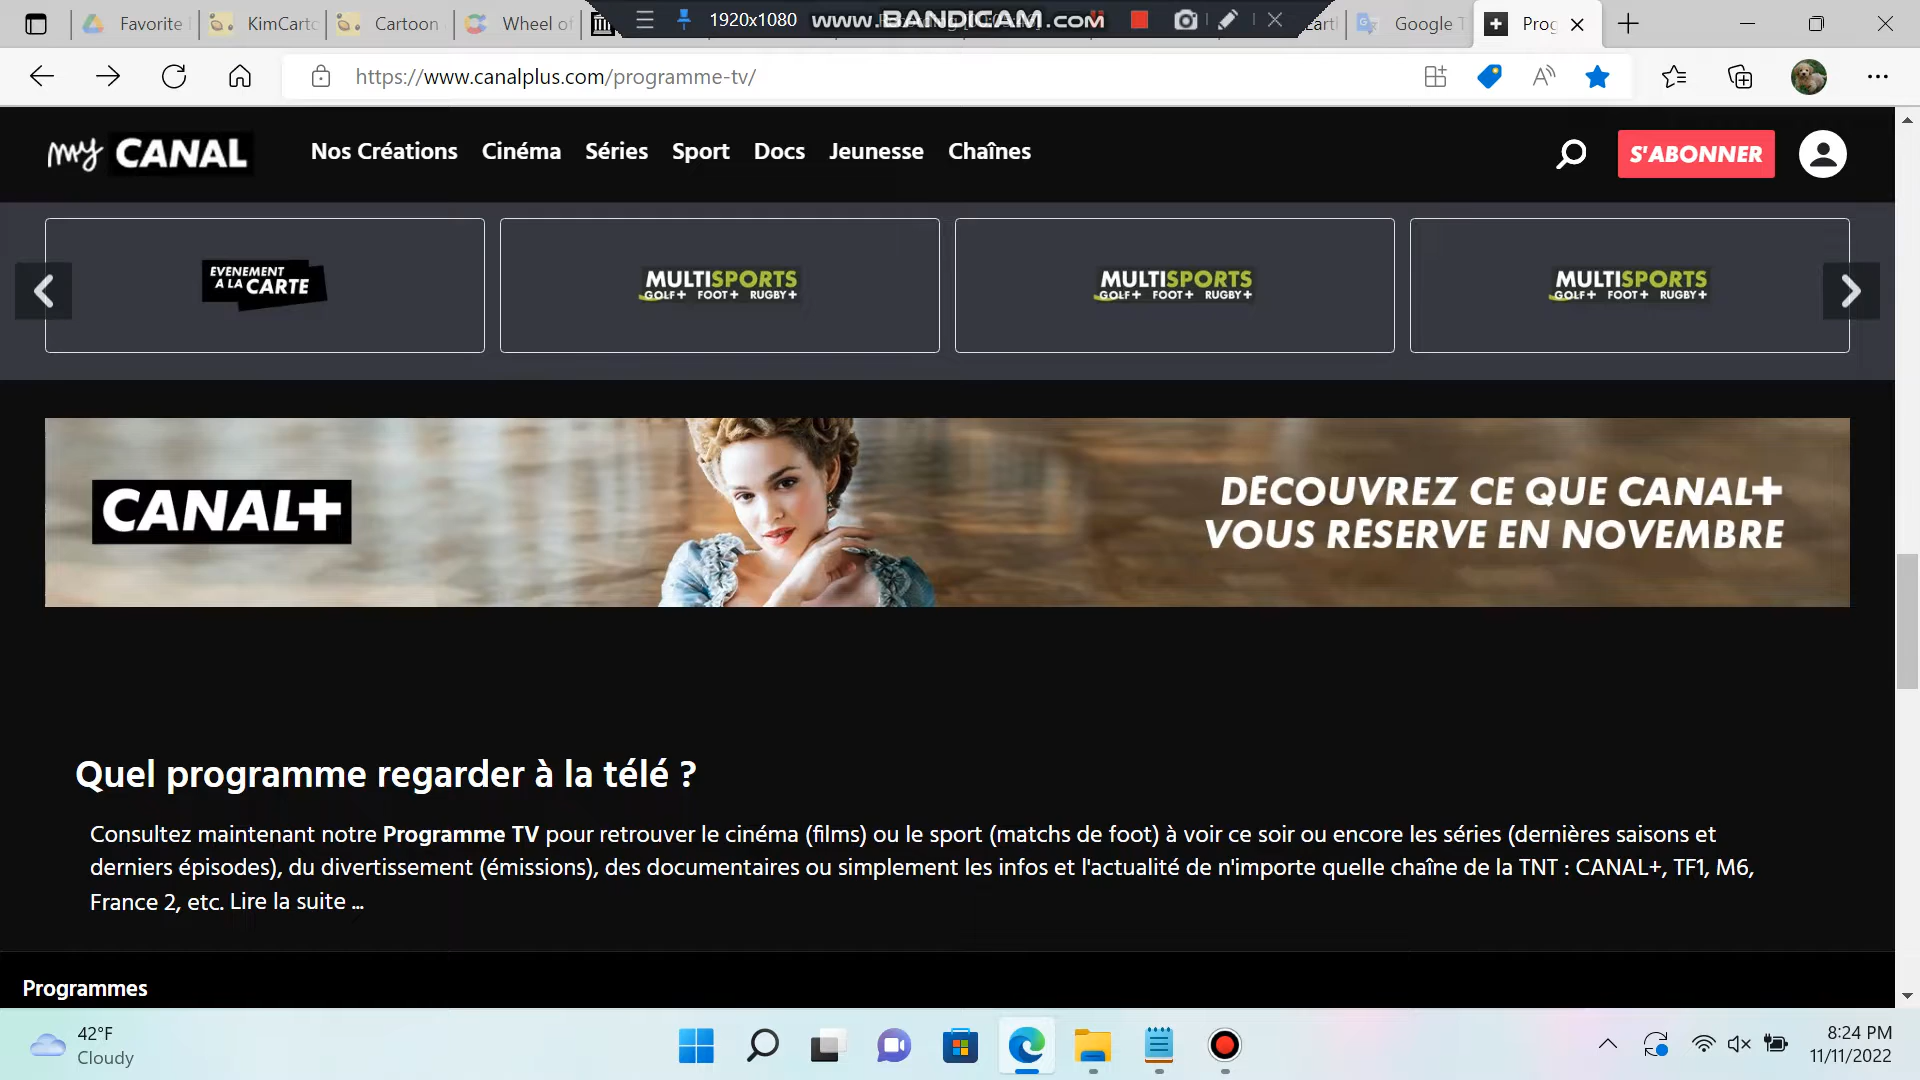 Favorite
KimCarto
Cartoon
Wheel of
1920x1080
www.BANDICAM.com
Google T
Prog
https://www.canalplus.com/programme-tv/
my CANAL
Nos Créations
Cinéma
Séries
Sport
Docs
Jeunesse
Chaînes
S'ABONNER
EVENEMENT
A LA CARTE
MULTISPORTS
GOLF+ FOOT+ RUGBY+
MULTISPORTS
GOLF+ FOOT+ RUGBY+
MULTISPORTS
GOLF+ FOOT+ RUGBY+
CANAL+
DÉCOUVREZ CE QUE CANAL+
VOUS RÉSERVE EN NOVEMBRE
Quel programme regarder à la télé ?
Consultez maintenant notre Programme TV pour retrouver le cinéma (films) ou le sport (matchs de foot) à voir ce soir ou encore les séries (dernières saisons et
derniers épisodes), du divertissement (émissions), des documentaires ou simplement les infos et l'actualité de n'importe quelle chaîne de la TNT : CANAL+, TF1, M6,
France 2, etc. Lire la suite ...
Programmes
42°F
Cloudy
8:24 PM
11/11/2022